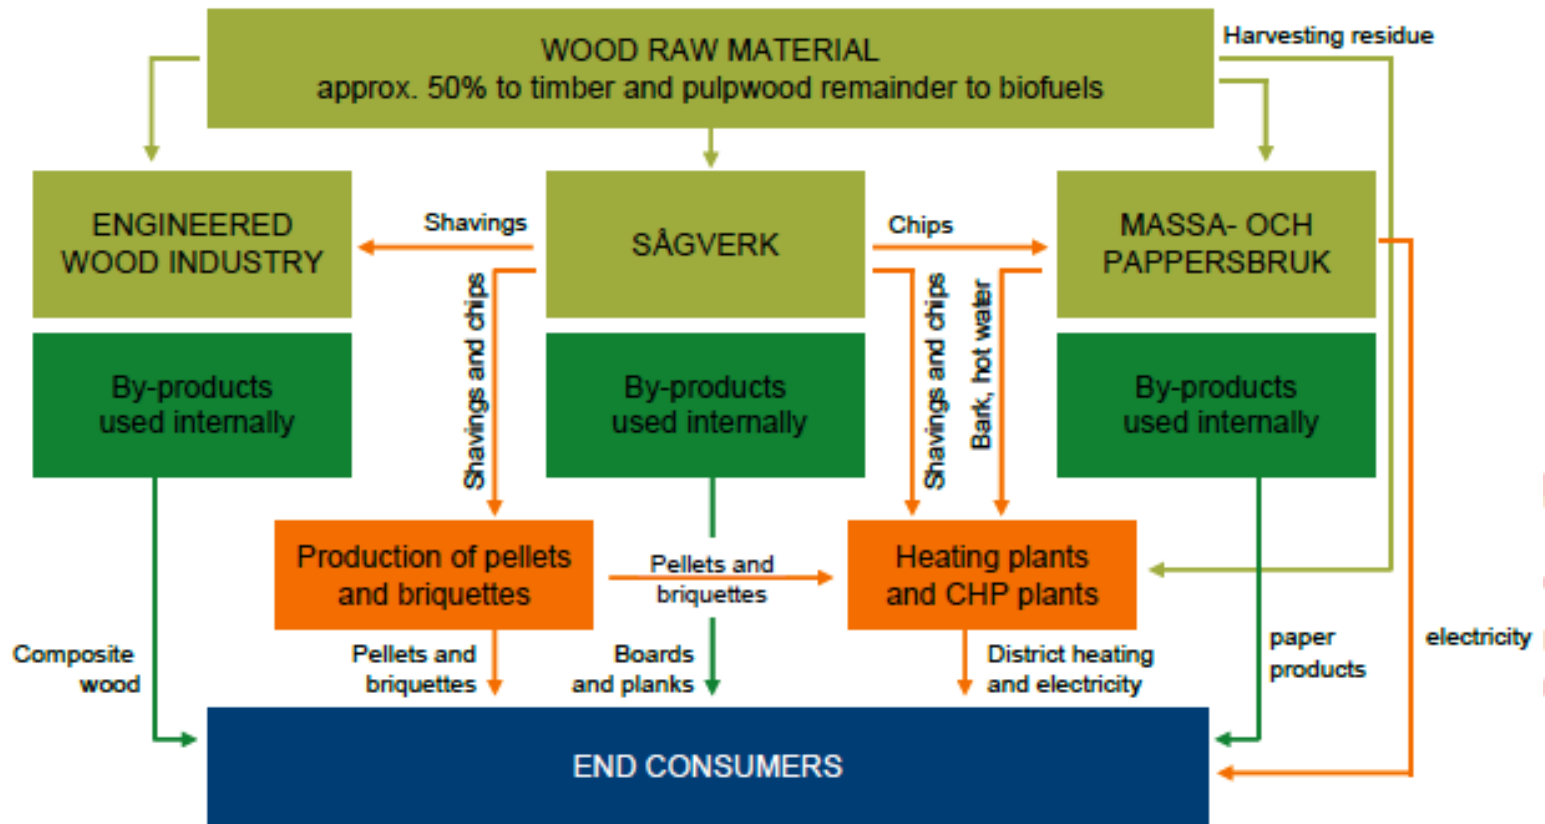 WOOD RAW MATERIAL
approx. 50% to timber and pulpwood remainder to biofuels
Harvesting residue
ENGINEERED
WOOD INDUSTRY
Shavings
SÅGVERK
Chips
MASSA- OCH
PAPPERSBRUK
Shavings and chips
Shavings and chips
Bark, hot water
By-products
used internally
By-products
used internally
By-products
used internally
Production of pellets
and briquettes
Pellets and
briquettes
Heating plants
and CHP plants
Composite
wood
Pellets and
briquettes
Boards
and planks
District heating
and electricity
paper
products
electricity
END CONSUMERS